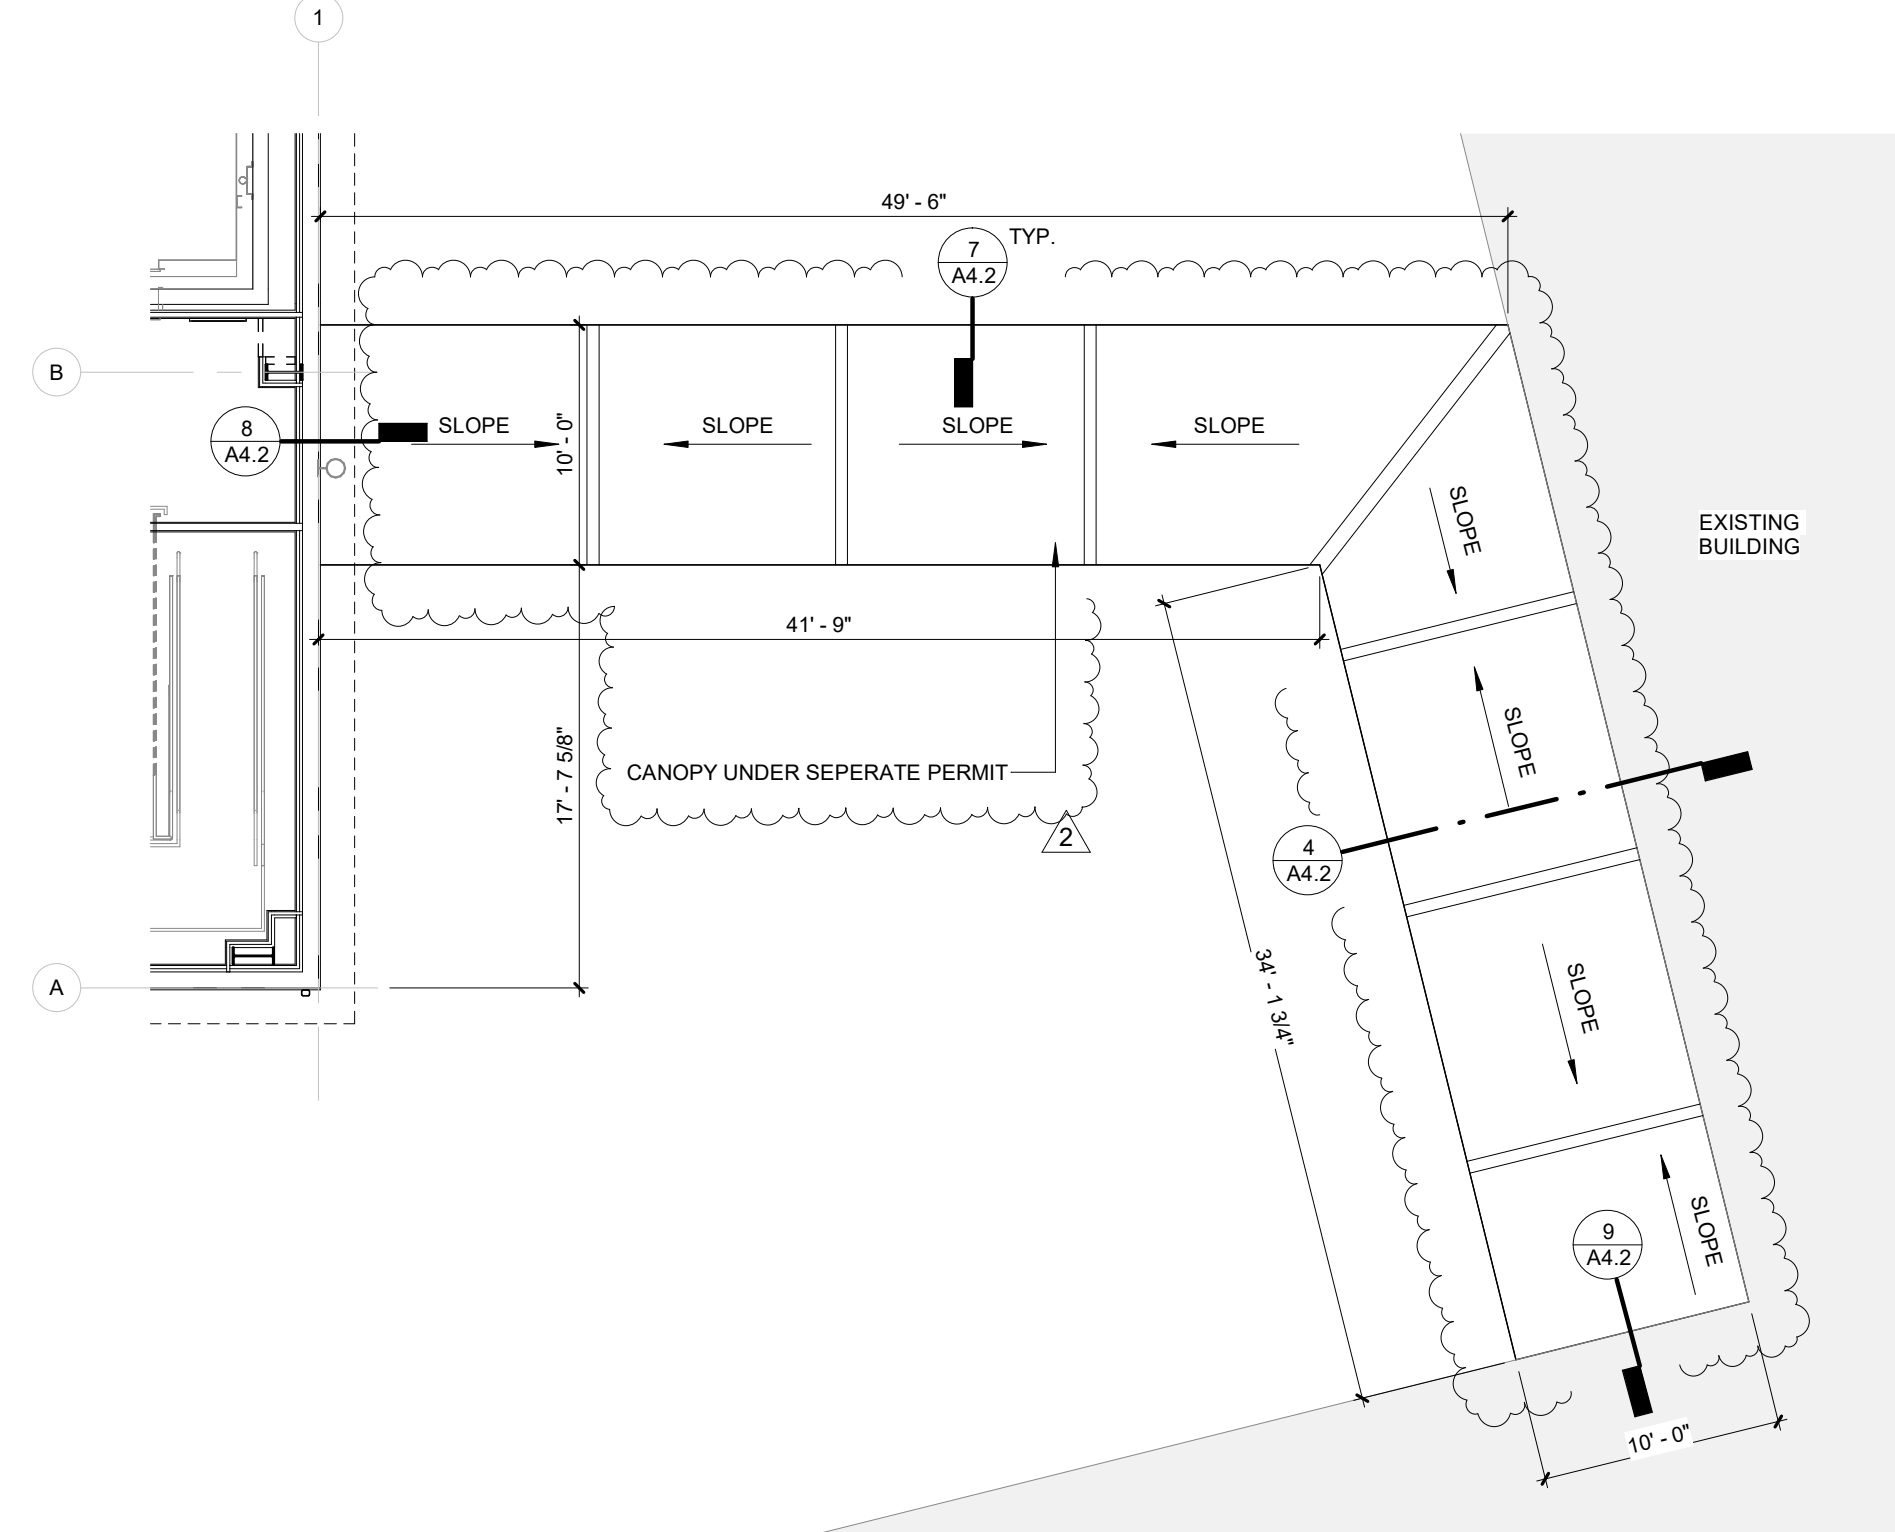 1
49' - 6"
7
A4.2
TYP.
B
8
A4.2
SLOPE
10' - 0"
SLOPE
SLOPE
SLOPE
SLOPE
EXISTING
BUILDING
41' - 9"
17' - 7 5/8"
SLOPE
CANOPY UNDER SEPERATE PERMIT
2
4
A4.2
A
34' - 1 3/4"
SLOPE
9
A4.2
SLOPE
10' - 0"